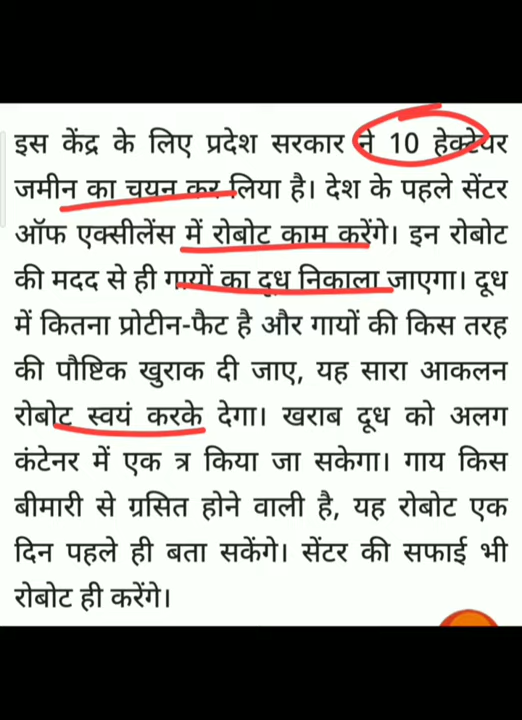 इस केंद्र के लिए प्रदेश सरकार ने 10 हेक्टेयर
जमीन का चयन कर लिया है। देश के पहले सेंटर
ऑफ एक्सीलेंस में रोबोट काम करेंगे। इन रोबोट
की मदद से ही गायों का दूध निकाला जाएगा। दूध
में कितना प्रोटीन-फैट है और गायों की किस तरह
की पौष्टिक खुराक दी जाए, यह सारा आकलन
रोबोट स्वयं करके देगा। खराब दूध को अलग
कंटेनर में एक त्र किया जा सकेगा। गाय किस
बीमारी से ग्रसित होने वाली है, यह रोबोट एक
दिन पहले ही बता सकेंगे। सेंटर की सफाई भी
रोबोट ही करेंगे।